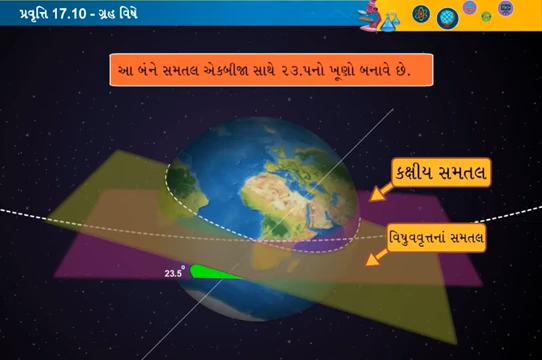 પ્રવૃત્તિ 17.10 - ગ્રહ વિષે
આ બંને સમતલ એકબીજા સાથે ૨૩.૫નો ખૂણો બનાવે છે.
કક્ષીય સમતલ
વિષુવવૃત્તનાં સમતલ
23.5°